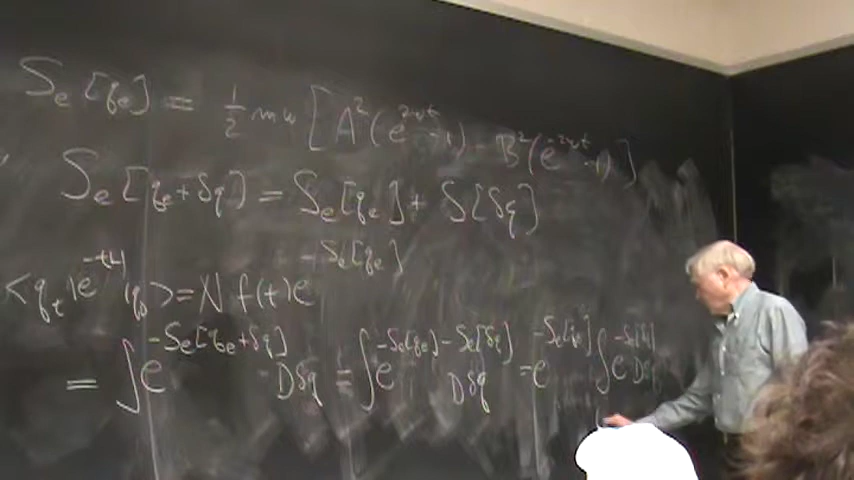 S_e[q_e] = 1/2 m ω [A²(e^{2ωt} - 1) - B²(e^{-2ωt} - 1)]
S_e[q_e + δq] = S_e[q_e] + S[δq]
<q_t | e^{-tH} |q_0> = N f(t) e^{-S_e[q_e]}
= ∫ e^{-S_e[q_e + δq]} Dδq = ∫ e^{-S_e[q_e] - S_e[δq]} Dδq = e^{-S_e[q_e]} ∫ e^{-S_e[δq]} Dδq